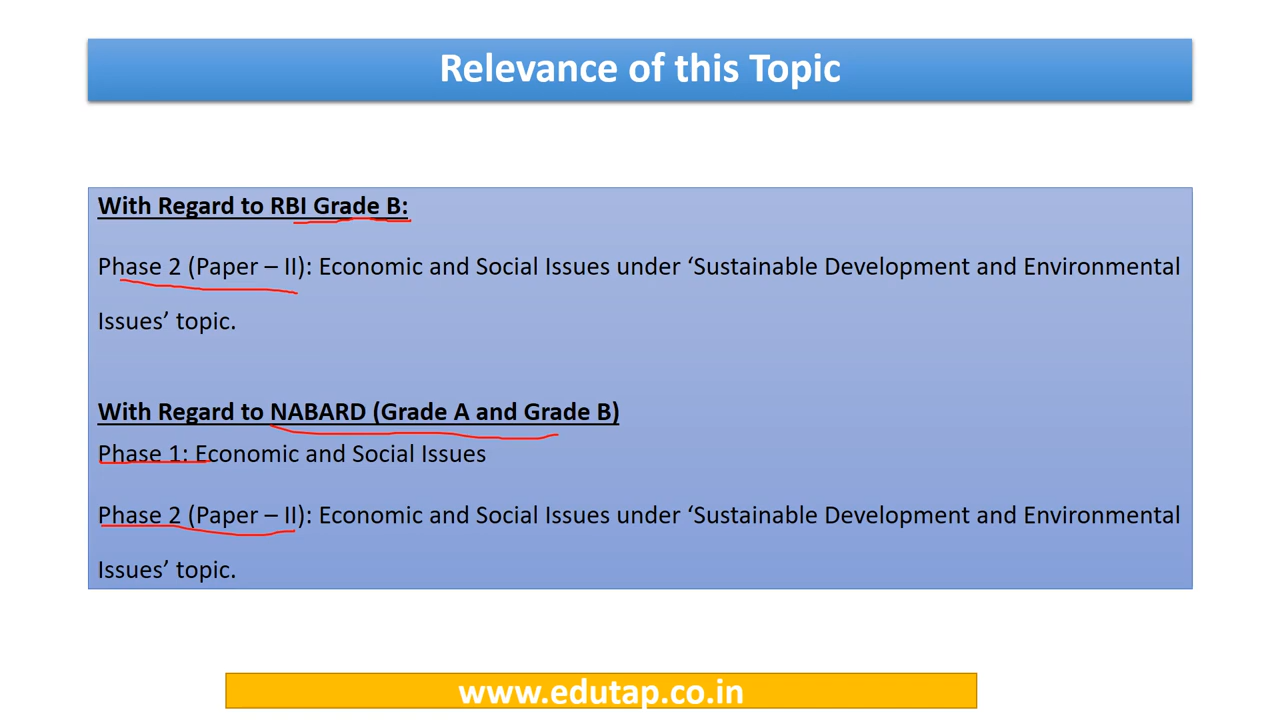 Relevance of this Topic
With Regard to RBI Grade B:
Phase 2 (Paper – II): Economic and Social Issues under ‘Sustainable Development and Environmental
Issues’ topic.
With Regard to NABARD (Grade A and Grade B)
Phase 1: Economic and Social Issues
Phase 2 (Paper – II): Economic and Social Issues under ‘Sustainable Development and Environmental
Issues’ topic.
www.edutap.co.in